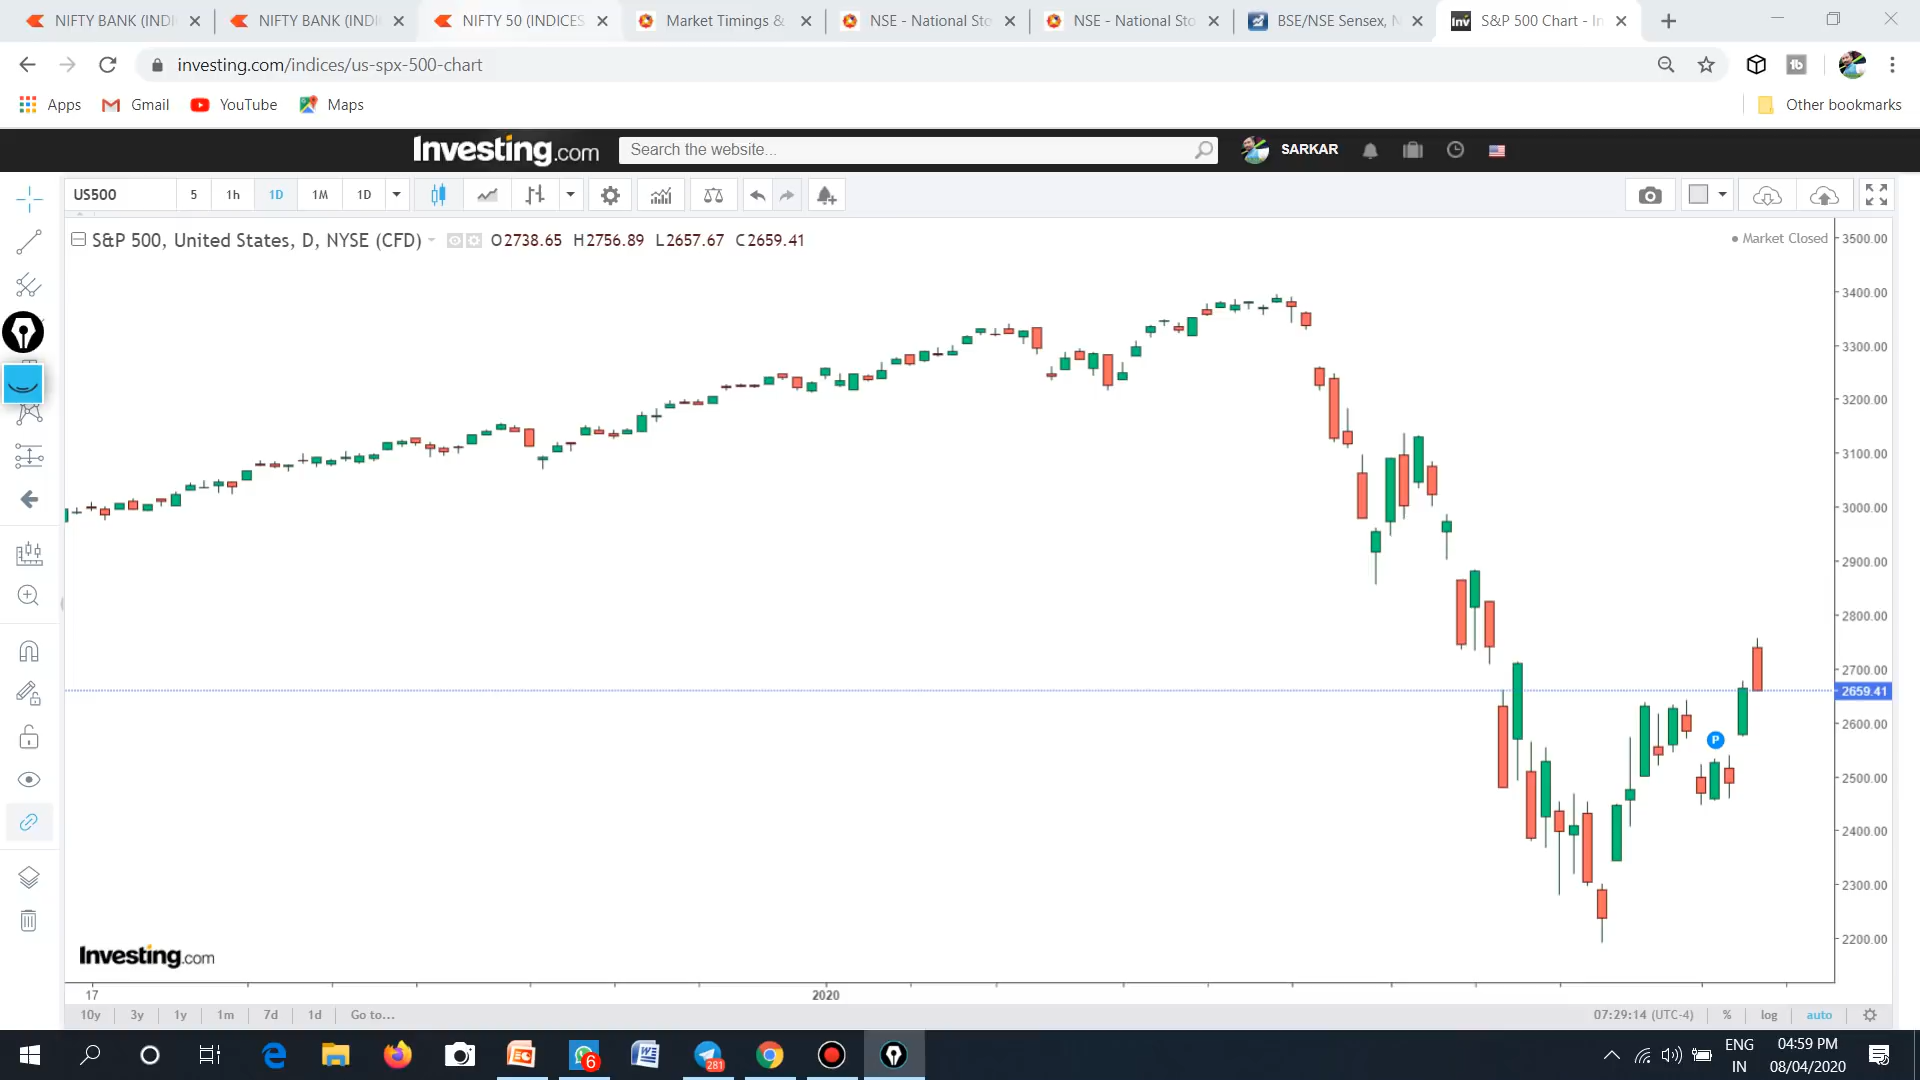 NIFTY BANK (INDI
NIFTY BANK (INDI
NIFTY 50 (INDICES
Market Timings &
NSE - National Sto
NSE - National Sto
BSE/NSE Sensex, N
Inv
S&P 500 Chart - In
investing.com/indices/us-spx-500-chart
Apps
Gmail
YouTube
Maps
Other bookmarks
Investing.com
Search the website...
SARKAR
US500
5
1h
1D
1M
1D
S&P 500, United States, D, NYSE (CFD)
O2738.65 H2756.89 L2657.67 C2659.41
Market Closed
3500.00
3400.00
3300.00
3200.00
3100.00
3000.00
2900.00
2800.00
2700.00
2659.41
2600.00
2500.00
2400.00
2300.00
2200.00
P
Investing.com
17
2020
10y
3y
1y
1m
7d
1d
Go to...
07:29:14 (UTC-4)
%
log
auto
6
281
ENG
IN
04:59 PM
08/04/2020